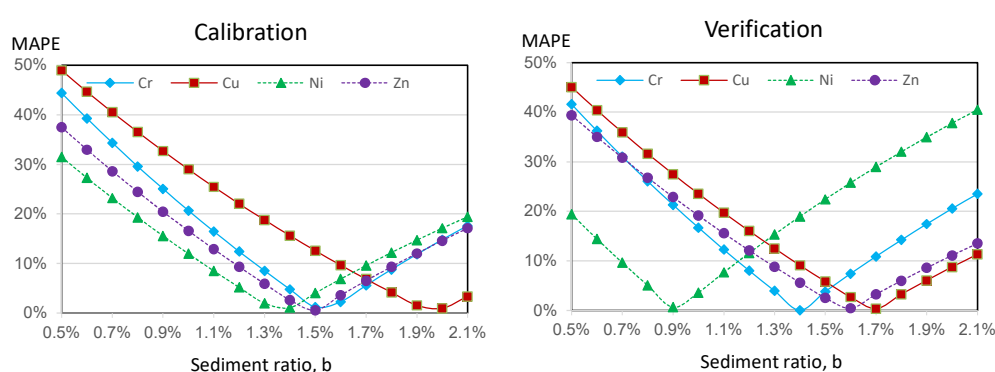 Calibration
MAPE
50%
40%
30%
20%
10%
0%
Cr Cu Ni Zn
0.5% 0.7% 0.9% 1.1% 1.3% 1.5% 1.7% 1.9% 2.1%
Sediment ratio, b
Verification
MAPE
50%
40%
30%
20%
10%
0%
Cr Cu Ni Zn
0.5% 0.7% 0.9% 1.1% 1.3% 1.5% 1.7% 1.9% 2.1%
Sediment ratio, b